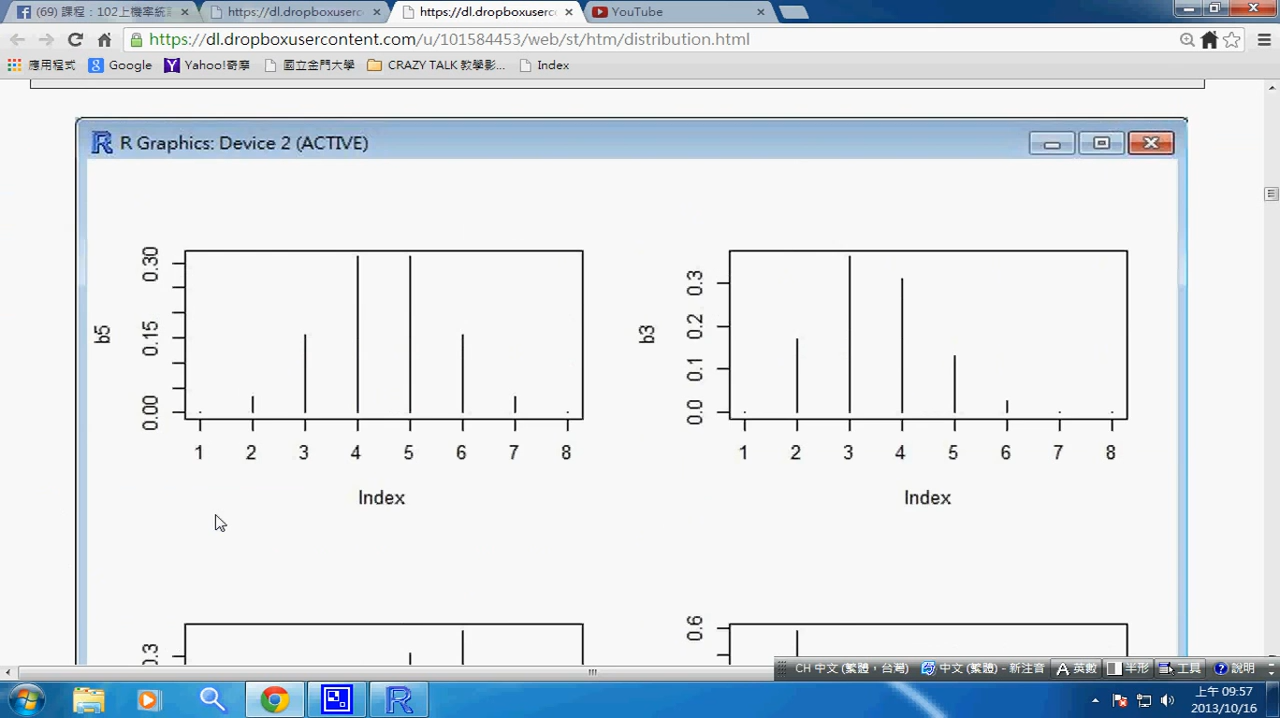 (69) 課程：102上機率統
https://dl.dropboxuserc
https://dl.dropboxuserc
YouTube
https://dl.dropboxusercontent.com/u/101584453/web/st/htm/distribution.html
應用程式
Google
Yahoo!奇摩
國立金門大學
CRAZY TALK 教學影...
Index
R Graphics: Device 2 (ACTIVE)
b5
0.00 0.15 0.30
1 2 3 4 5 6 7 8
Index
b3
0.0 0.1 0.2 0.3
1 2 3 4 5 6 7 8
Index
0.3
0.6
CH 中文 (繁體，台灣) 中文 (繁體) - 新注音 A 英數 半形 工具 說明
上午 09:57
2013/10/16